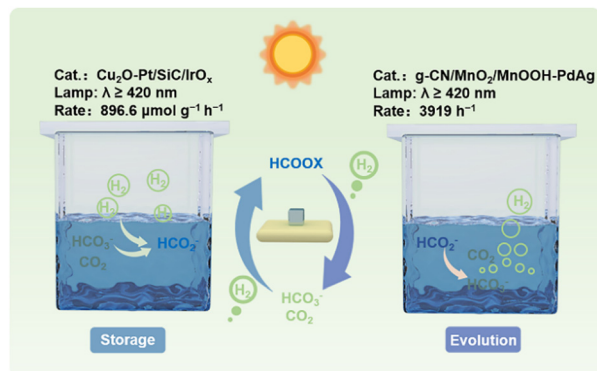 Cat.: Cu₂O-Pt/SiC/IrOₓ
Lamp: λ ≥ 420 nm
Rate: 896.6 μmol g⁻¹ h⁻¹
Cat.: g-CN/MnO₂/MnOOH-PdAg
Lamp: λ ≥ 420 nm
Rate: 3919 h⁻¹
H₂
H₂
H₂
H₂
HCO₃⁻
CO₂
HCO₂⁻
Storage
HCOOX
H₂
H₂
HCO₃⁻
CO₂
H₂
HCO₂⁻
CO₂
HCO₃⁻
Evolution